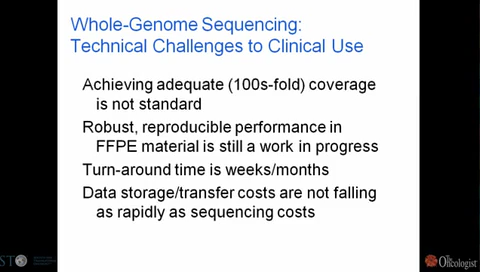 Whole-Genome Sequencing:
Technical Challenges to Clinical Use
Achieving adequate (100s-fold) coverage
is not standard
Robust, reproducible performance in
FFPE material is still a work in progress
Turn-around time is weeks/months
Data storage/transfer costs are not falling
as rapidly as sequencing costs
STO
The Oncologist